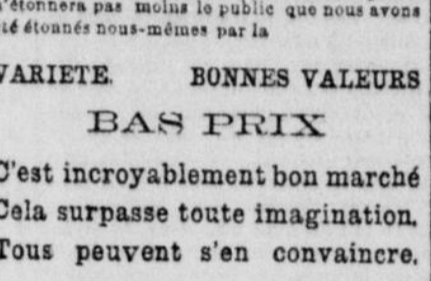 s'étonnera pas moins le public que nous avons
été étonnés nous-mêmes par la
VARIETE. BONNES VALEURS
BAS PRIX
C'est incroyablement bon marché
Cela surpasse toute imagination.
Tous peuvent s'en convaincre.